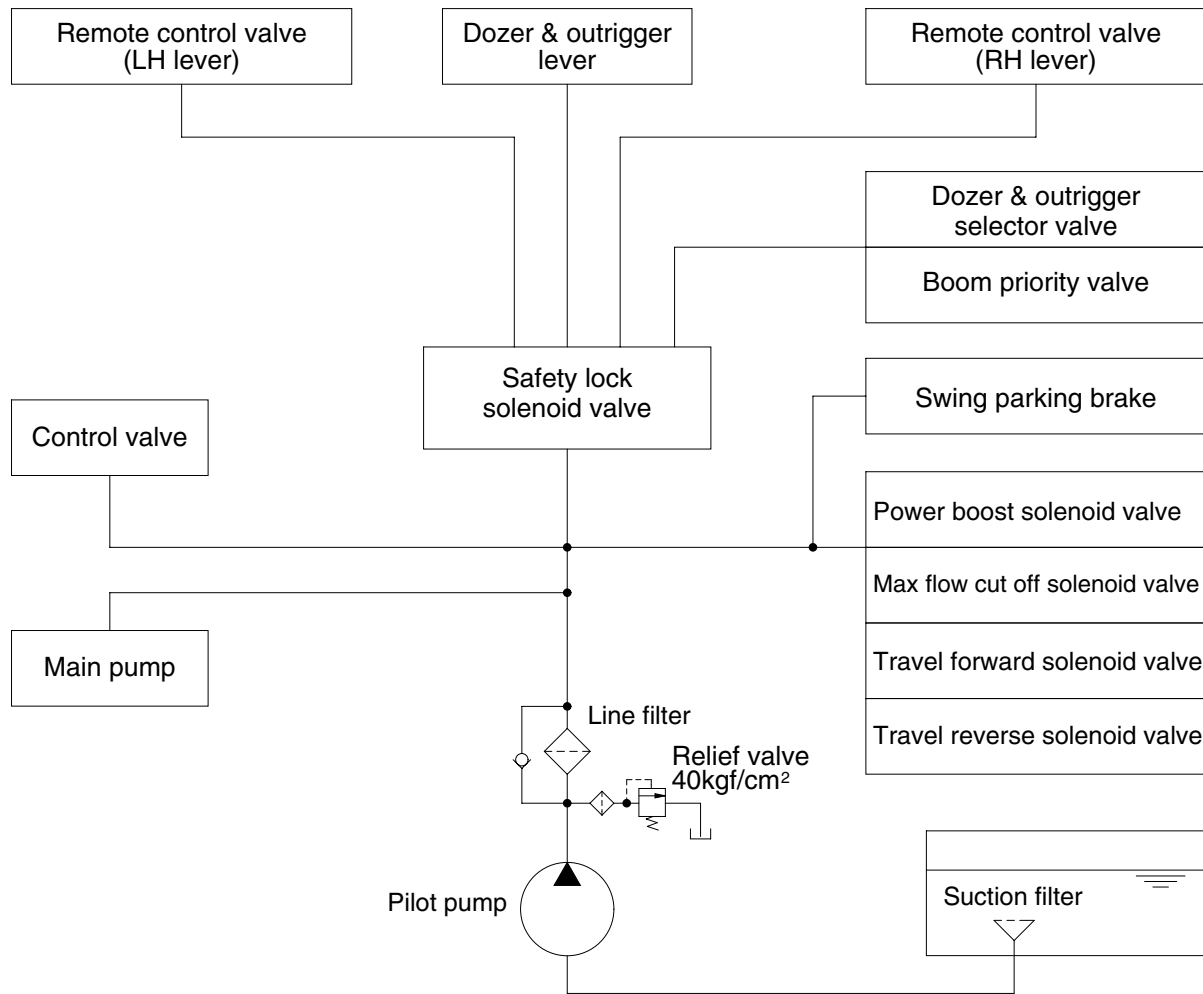 Remote control valve
(LH lever)
Dozer & outrigger
lever
Remote control valve
(RH lever)
Dozer & outrigger
selector valve
Boom priority valve
Safety lock
solenoid valve
Swing parking brake
Control valve
Power boost solenoid valve
Max flow cut off solenoid valve
Main pump
Travel forward solenoid valve
Travel reverse solenoid valve
Line filter
Relief valve
40kgf/cm²
Pilot pump
Suction filter